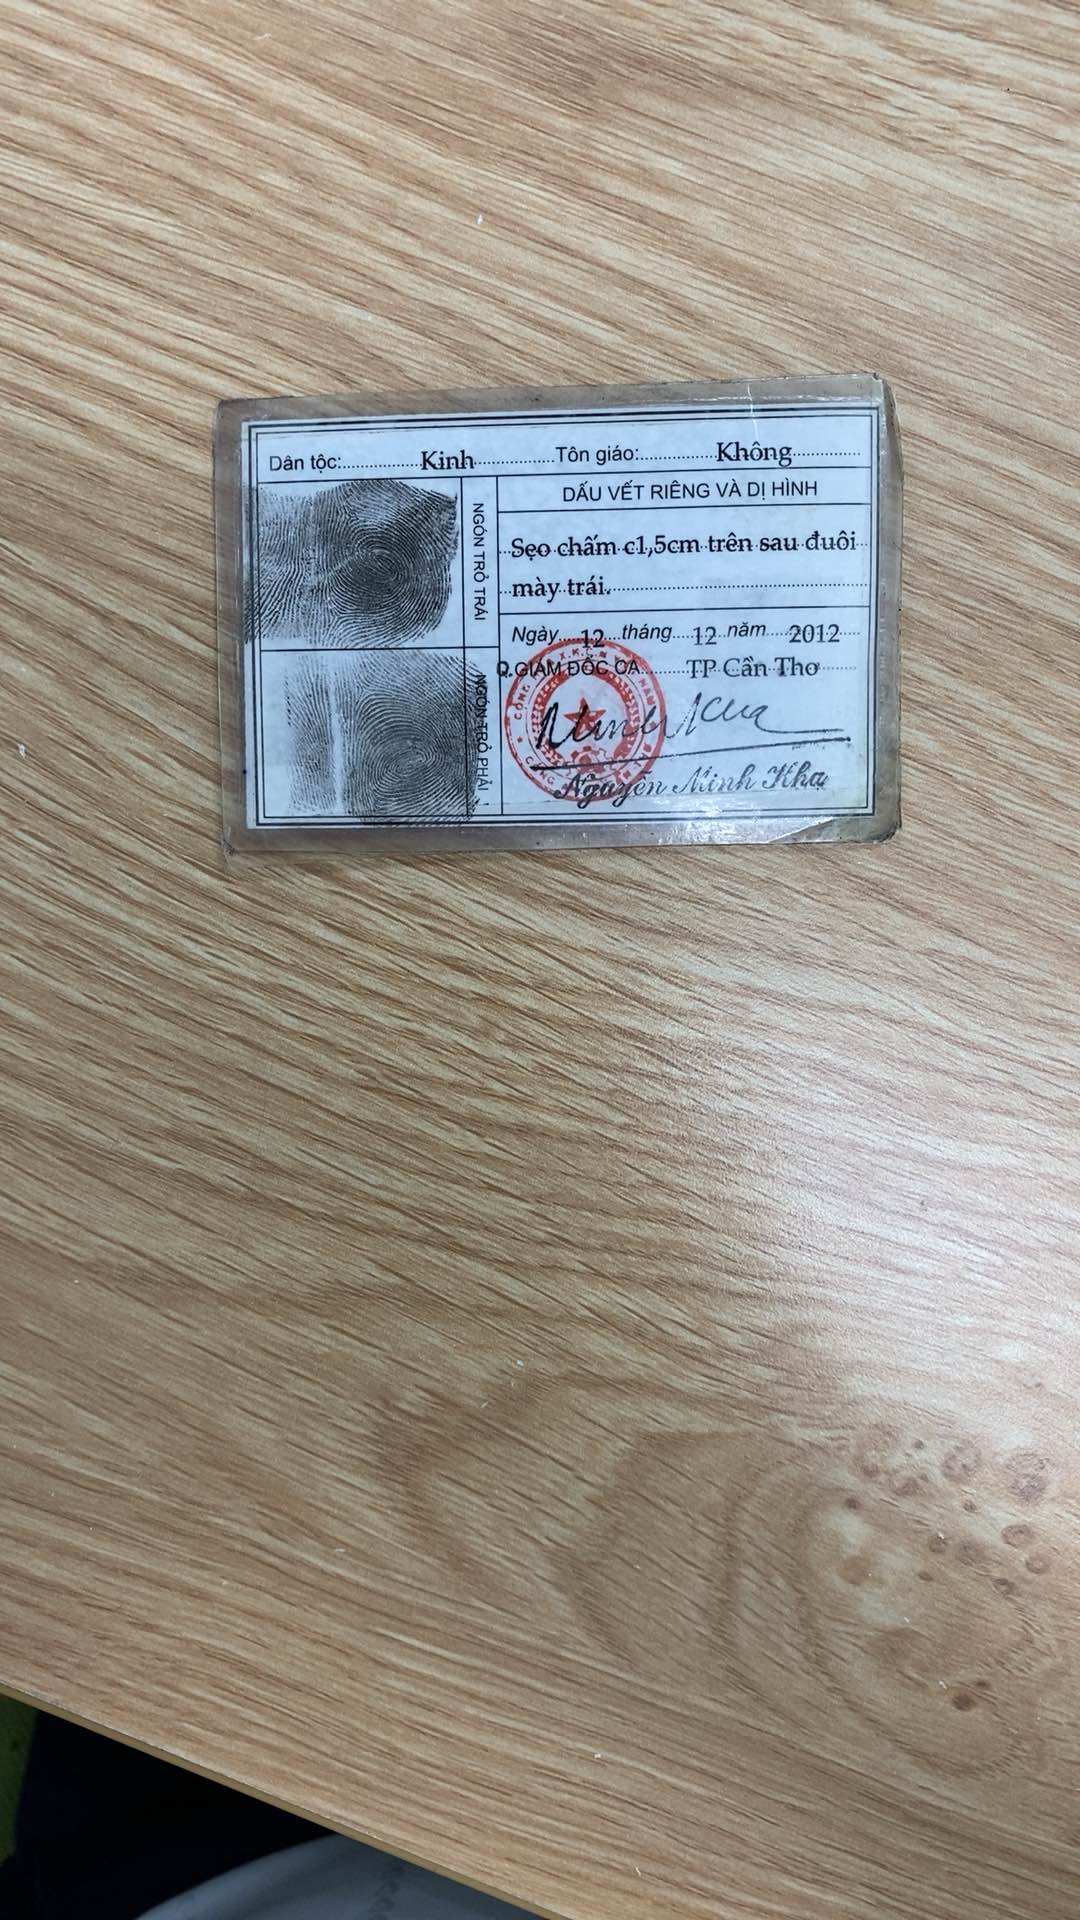 Dân tộc:..................Kinh..................Tôn giáo:................Không................
NGÓN TRỎ TRÁI
NGÓN TRỎ PHẢI
DẤU VẾT RIÊNG VÀ DỊ HÌNH
Sẹo chấm c1,5cm trên sau đuôi
mày trái.
Ngày....12....tháng....12 năm....2012....
Q.GIÁM ĐỐC CA.........TP Cần Thơ.........
Minh Kha
Nguyễn Minh Kha